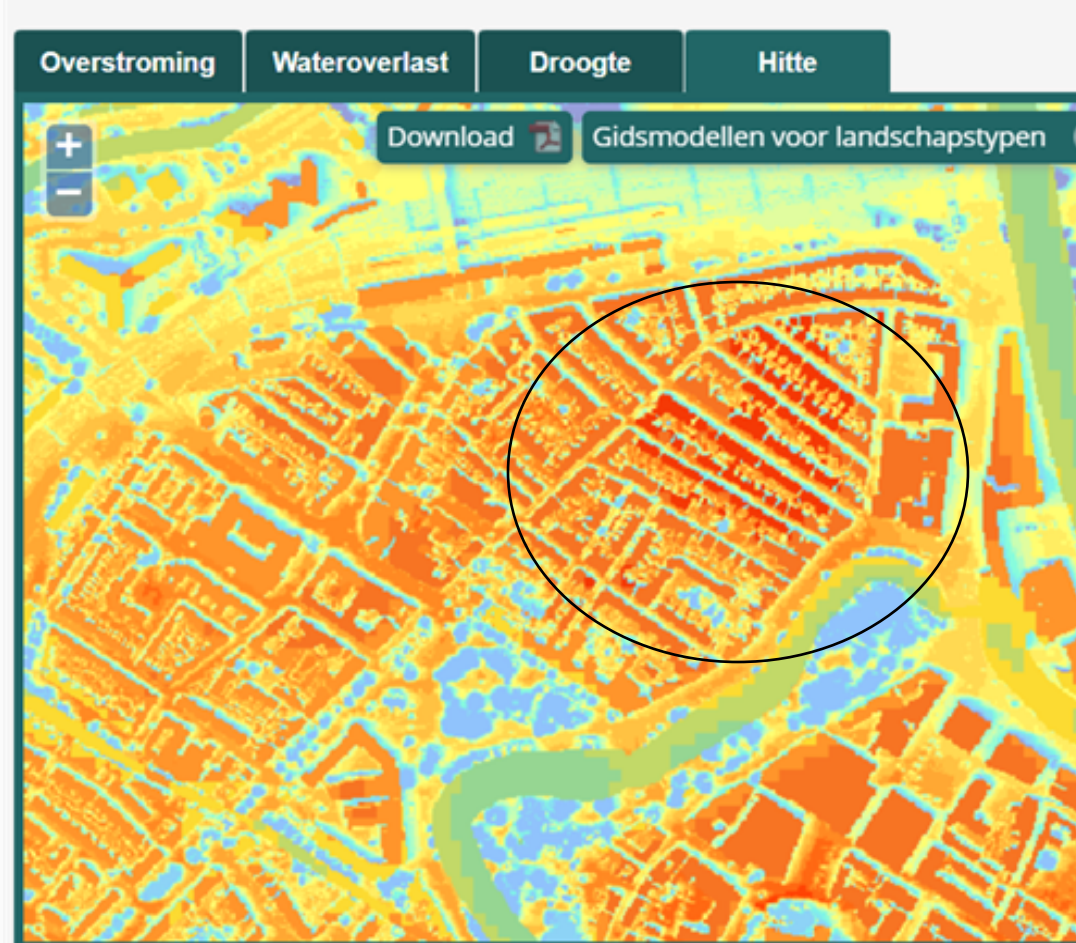 Overstroming Wateroverlast Droogte Hitte
+ Download Gidsmodellen voor landschapstypen
−